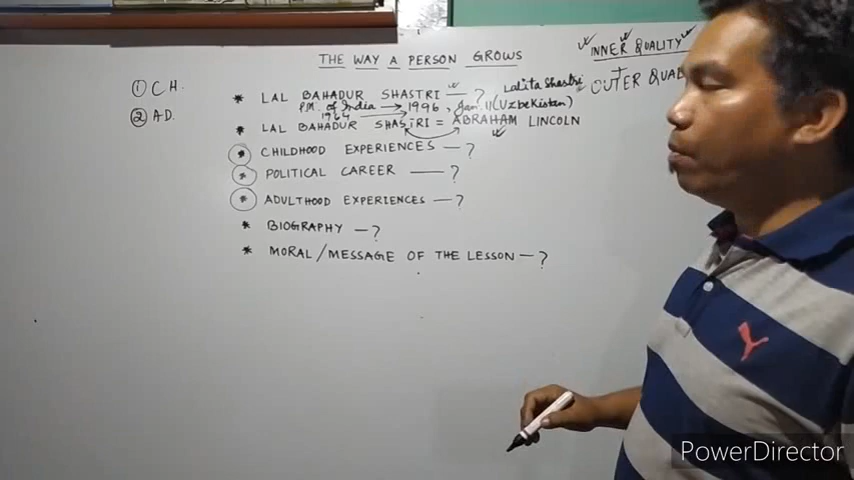 THE WAY A PERSON GROWS
INNER QUALITY
OUTER QUAL
① C H.
② A D.
* LAL BAHADUR SHASTRI — ? Lalita Shastri
P.M. of India → 1996, Jan. 11 (Uzbekistan)
1964
* LAL BAHADUR SHASTRI = ABRAHAM LINCOLN
* CHILDHOOD EXPERIENCES — ?
* POLITICAL CAREER — ?
* ADULTHOOD EXPERIENCES — ?
* BIOGRAPHY — ?
* MORAL/MESSAGE OF THE LESSON — ?
PowerDirector